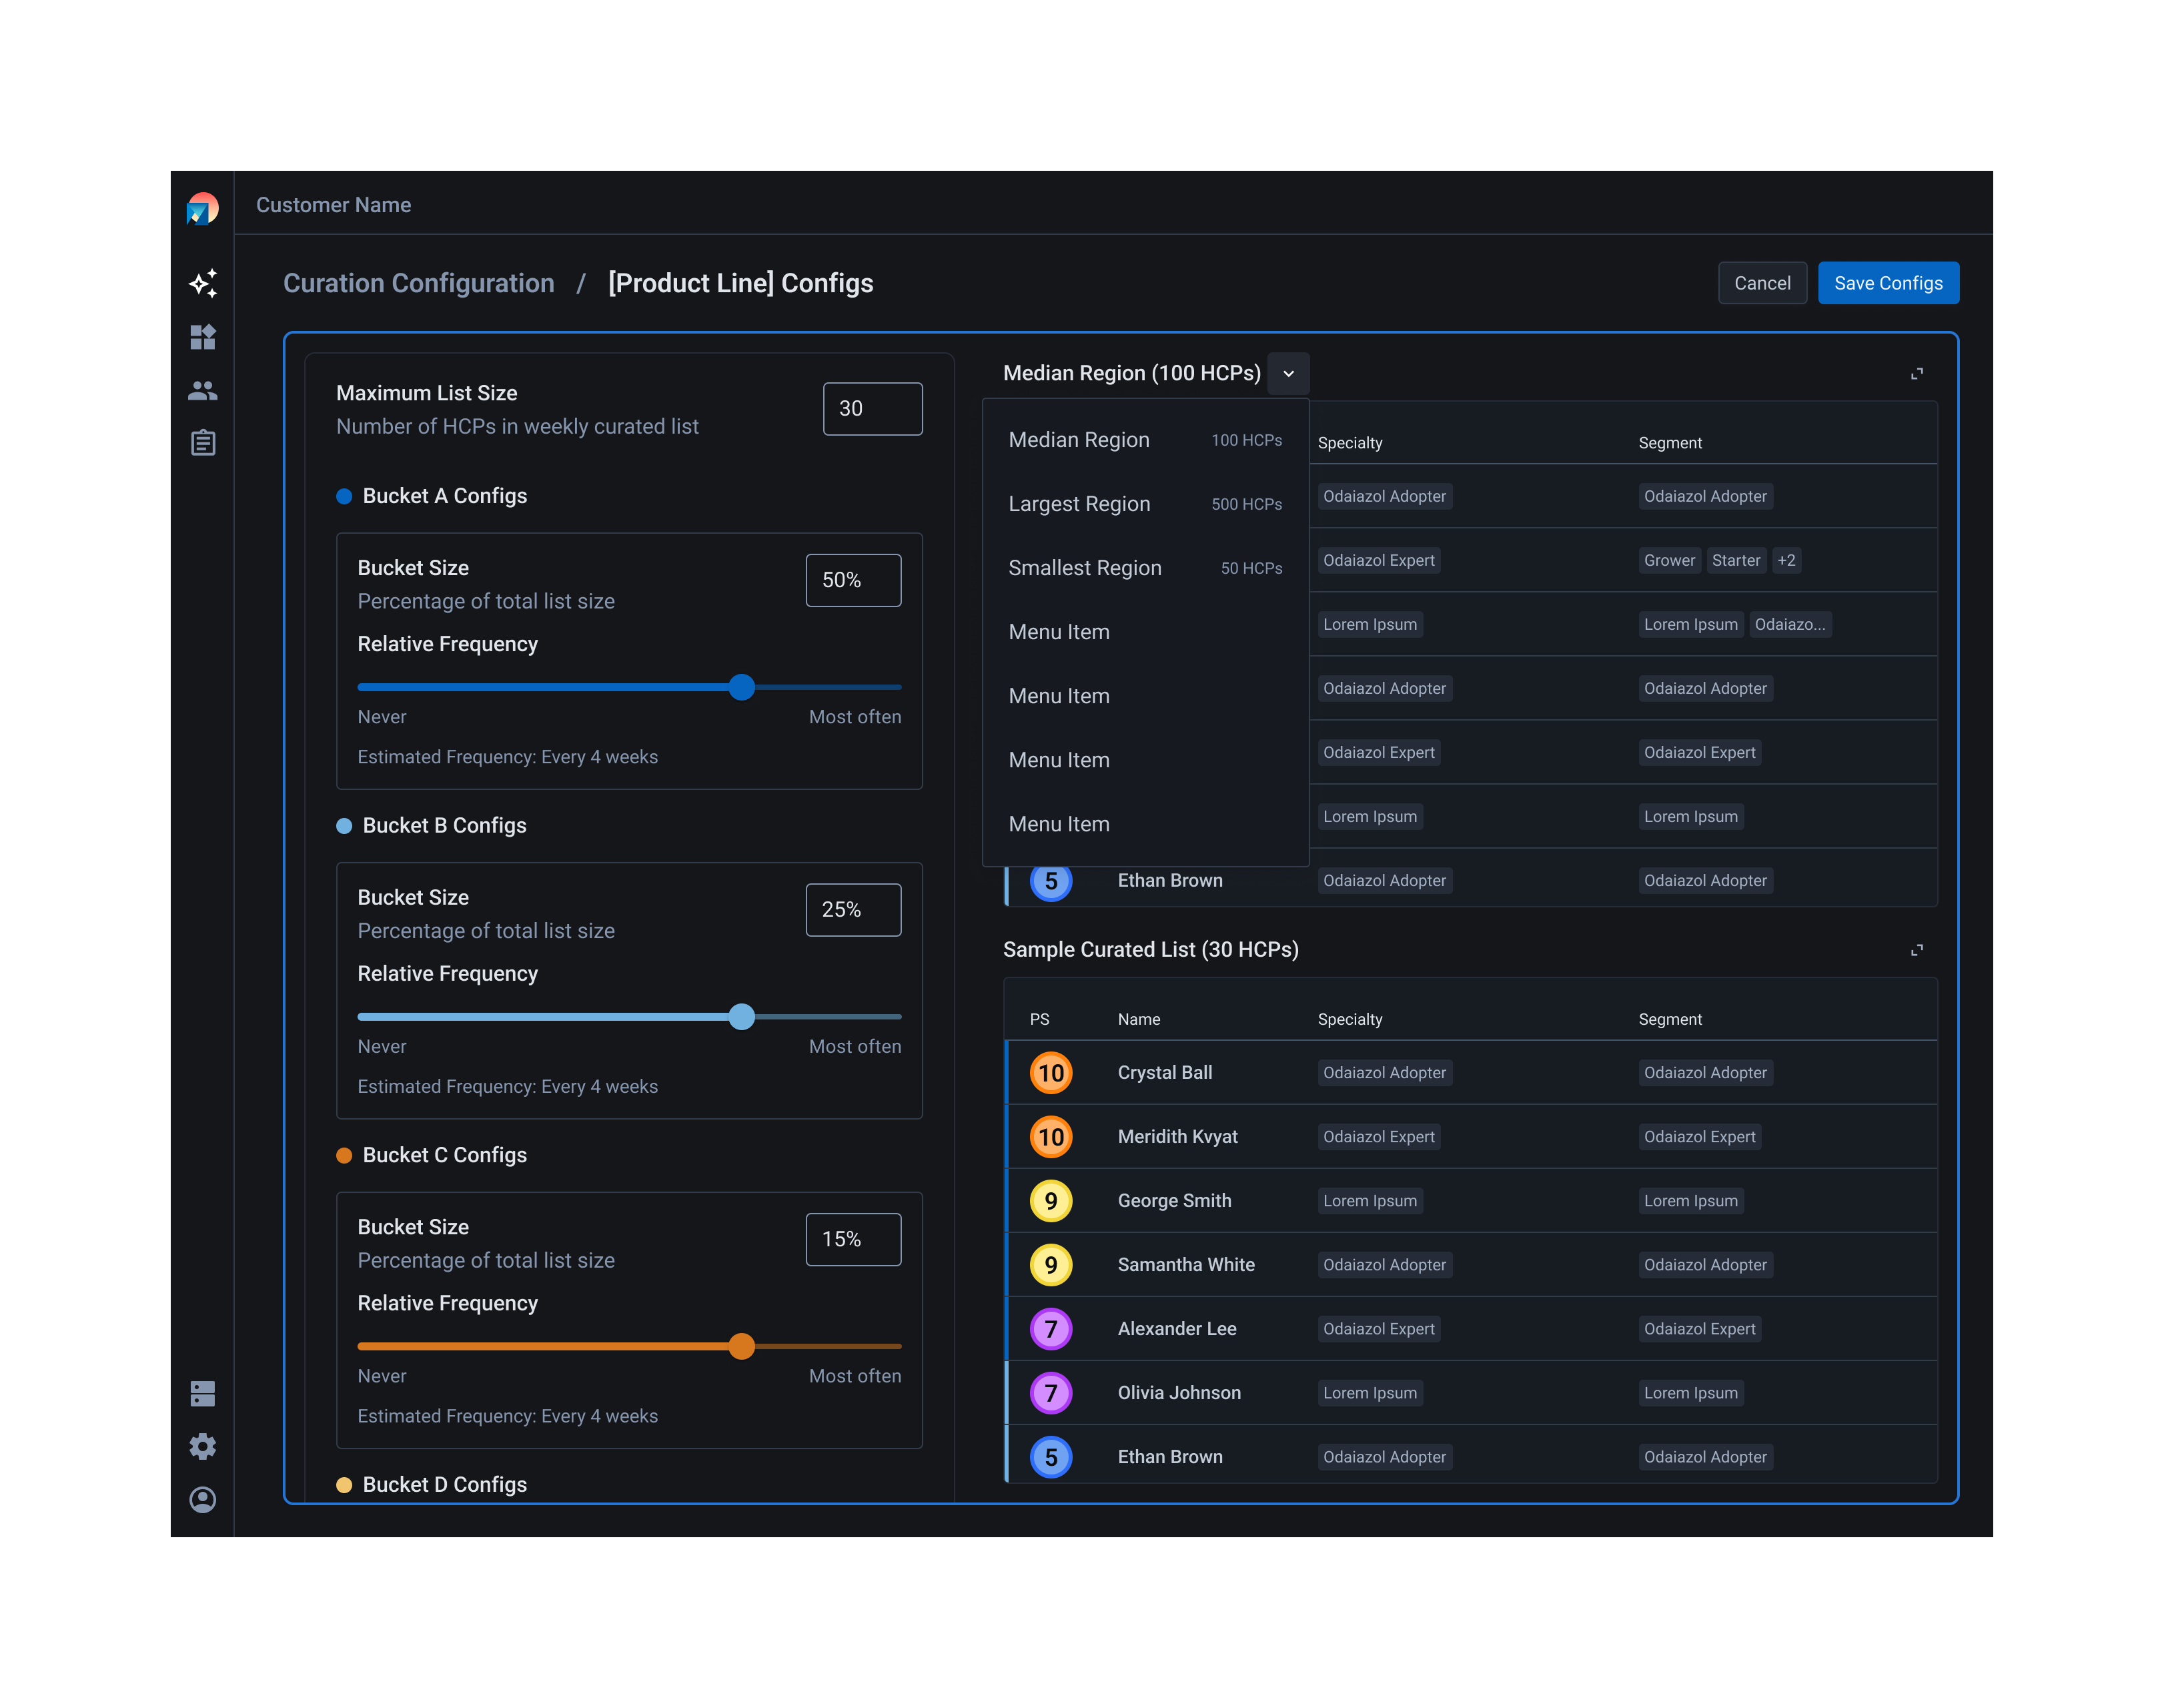 Customer Name
Curation Configuration / [Product Line] Configs
Cancel
Save Configs
Maximum List Size
Number of HCPs in weekly curated list
30
Bucket A Configs
Bucket Size
Percentage of total list size
50%
Relative Frequency
Never
Most often
Estimated Frequency: Every 4 weeks
Bucket B Configs
Bucket Size
Percentage of total list size
25%
Relative Frequency
Never
Most often
Estimated Frequency: Every 4 weeks
Bucket C Configs
Bucket Size
Percentage of total list size
15%
Relative Frequency
Never
Most often
Estimated Frequency: Every 4 weeks
Bucket D Configs
Median Region (100 HCPs)
Median Region 100 HCPs
Largest Region 500 HCPs
Smallest Region 50 HCPs
Menu Item
Menu Item
Menu Item
Menu Item
Specialty Segment
Odaiazol Adopter Odaiazol Adopter
Odaiazol Expert Grower Starter +2
Lorem Ipsum Lorem Ipsum Odaiazo...
Odaiazol Adopter Odaiazol Adopter
Odaiazol Expert Odaiazol Expert
Lorem Ipsum Lorem Ipsum
5 Ethan Brown Odaiazol Adopter Odaiazol Adopter
Sample Curated List (30 HCPs)
PS Name Specialty Segment
10 Crystal Ball Odaiazol Adopter Odaiazol Adopter
10 Meridith Kvyat Odaiazol Expert Odaiazol Expert
9 George Smith Lorem Ipsum Lorem Ipsum
9 Samantha White Odaiazol Adopter Odaiazol Adopter
7 Alexander Lee Odaiazol Expert Odaiazol Expert
7 Olivia Johnson Lorem Ipsum Lorem Ipsum
5 Ethan Brown Odaiazol Adopter Odaiazol Adopter